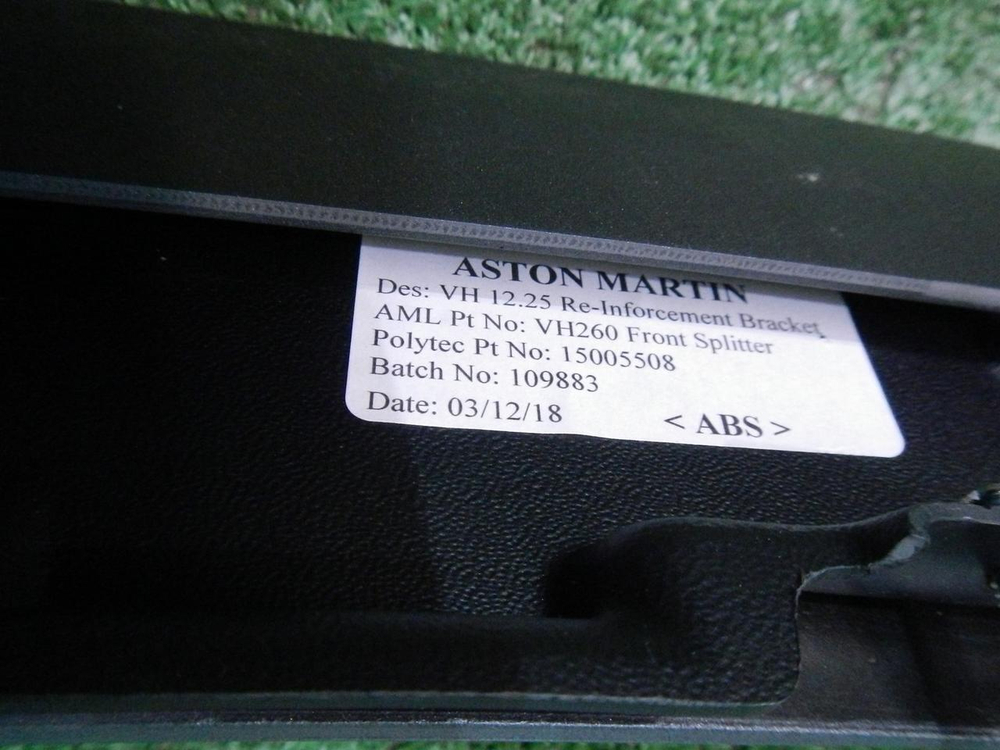 ASTON MARTIN
Des: VH 12.25 Re-Inforcement Bracket,
AML Pt No: VH260 Front Splitter
Polytec Pt No: 15005508
Batch No: 109883
Date: 03/12/18 < ABS >